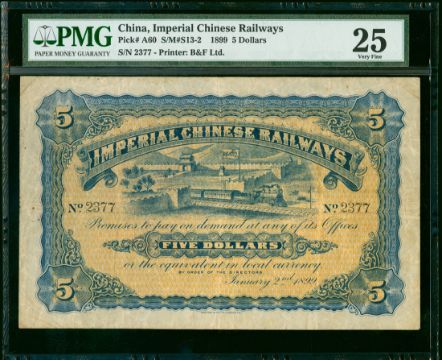 PMG
PAPER MONEY GUARANTY
China, Imperial Chinese Railways
Pick# A60 S/M#S13-2 1899 5 Dollars
S/N 2377 - Printer: B&F Ltd.
25
Very Fine
5 5
IMPERIAL CHINESE RAILWAYS
No. 2377 No. 2377
Promises to pay on demand at any of its Offices
FIVE DOLLARS
or the equivalent in local currency
BY ORDER OF THE DIRECTORS
January 2nd 1899
5 5